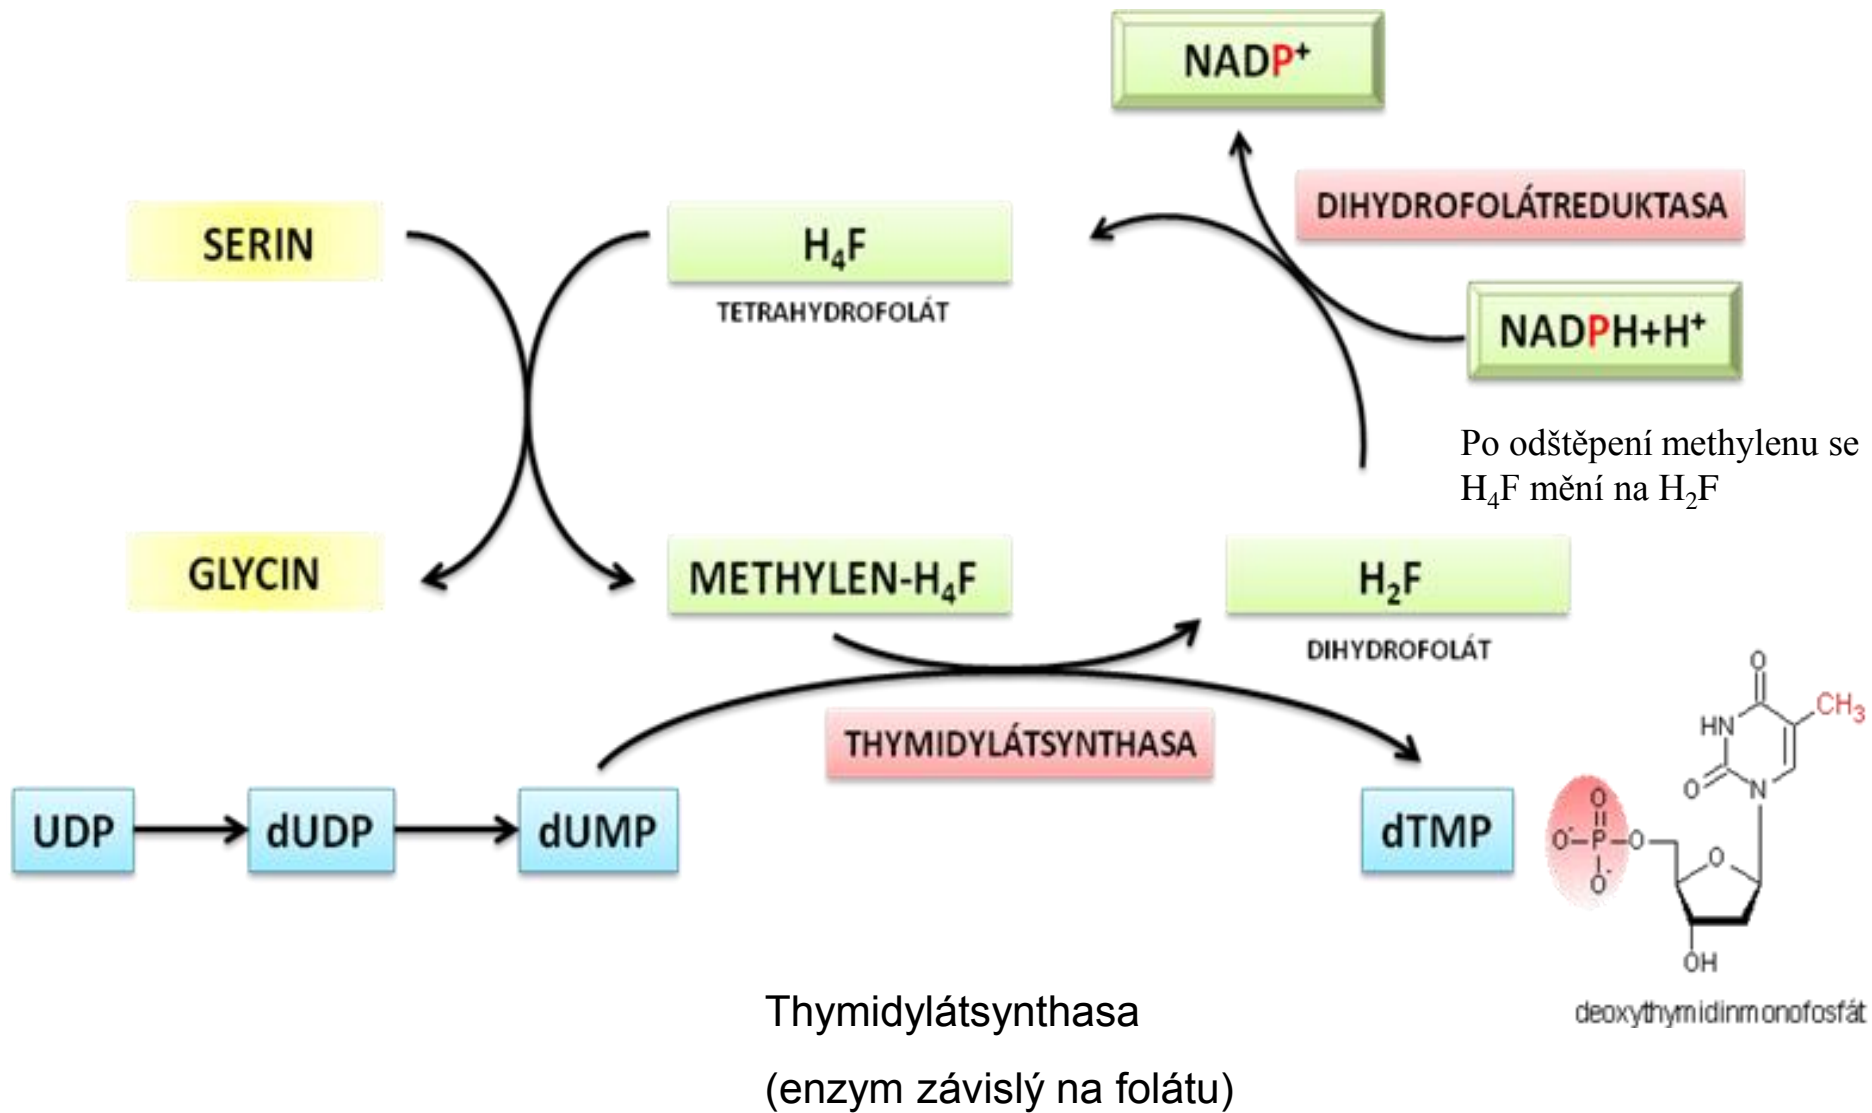 NADP⁺
DIHYDROFOLÁTREDUKTASA
SERIN
H₄F
TETRAHYDROFOLÁT
NADPH+H⁺
Po odštěpení methylenu se
H₄F mění na H₂F
GLYCIN
METHYLEN-H₄F
H₂F
DIHYDROFOLÁT
THYMIDYLÁTSYNTHASA
UDP
dUDP
dUMP
dTMP
O
CH₃
HN
O
N
O
O⁻
P
O
O⁻
O
OH
deoxythymidinmonofosfát
Thymidylátsynthasa
(enzym závislý na folátu)